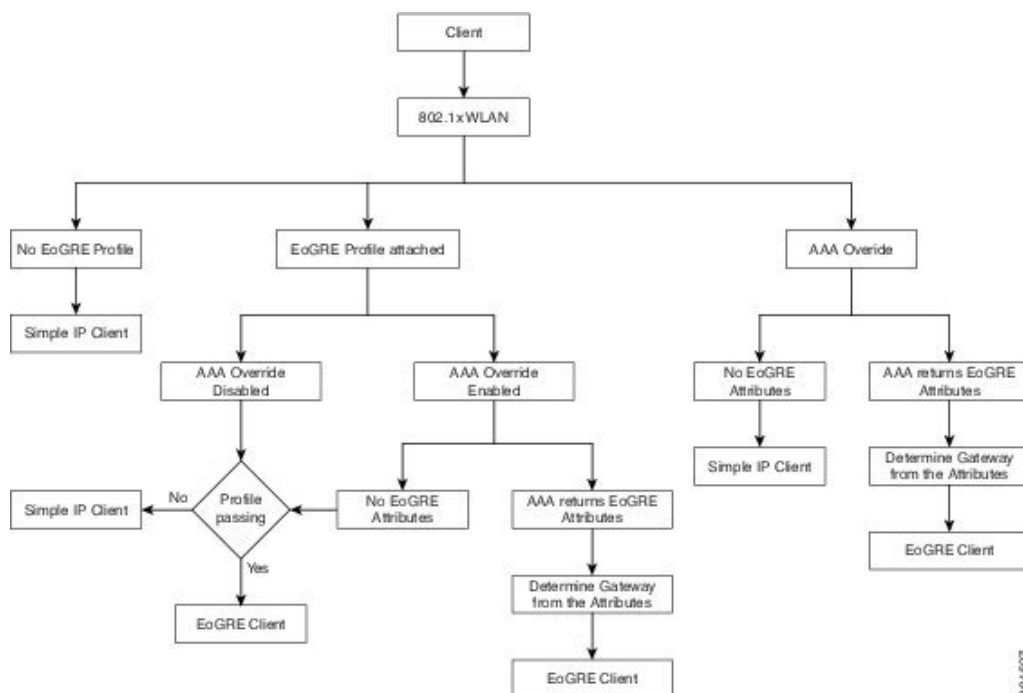 Client
802.1x WLAN
No EoGRE Profile
EoGRE Profile attached
AAA Overide
Simple IP Client
AAA Override
Disabled
AAA Override
Enabled
No EoGRE
Attributes
AAA returns EoGRE
Attributes
Simple IP Client
Determine Gateway
from the Attributes
Simple IP Client
No
Profile
passing
No EoGRE
Attributes
AAA returns EoGRE
Attributes
EoGRE Client
Yes
Determine Gateway
from the Attributes
EoGRE Client
EoGRE Client